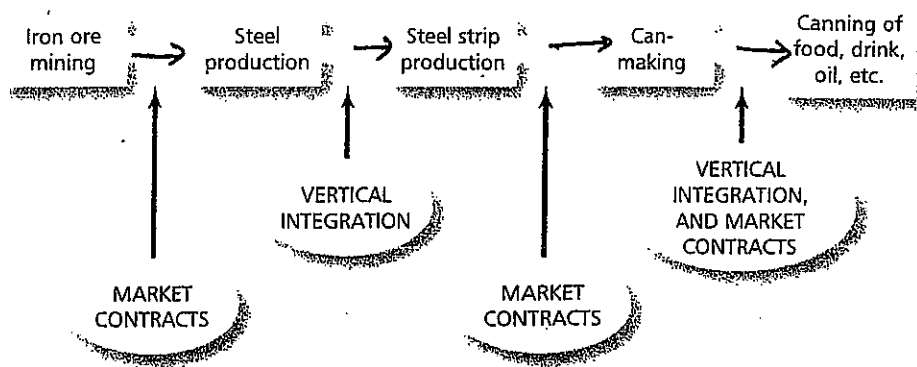 Iron ore
mining
Steel
production
Steel strip
production
Can-
making
Canning of
food, drink,
oil, etc.
VERTICAL
INTEGRATION
VERTICAL
INTEGRATION,
AND MARKET
CONTRACTS
MARKET
CONTRACTS
MARKET
CONTRACTS